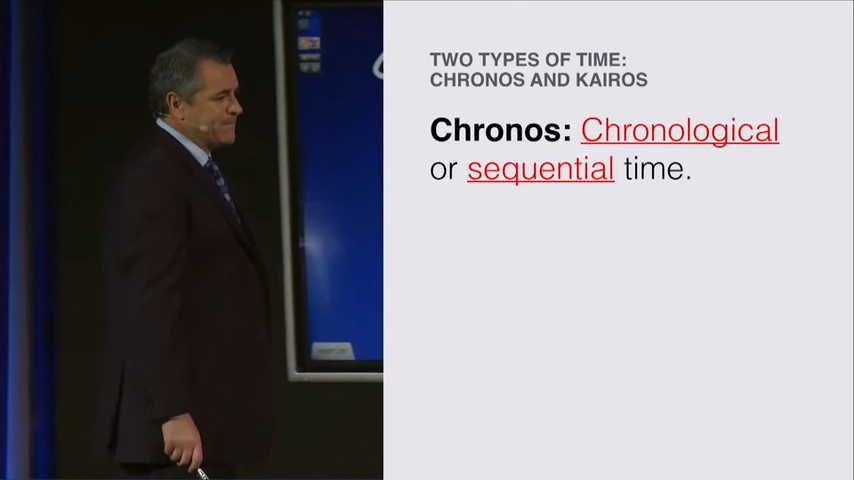 TWO TYPES OF TIME:
CHRONOS AND KAIROS
Chronos: Chronological
or sequential time.